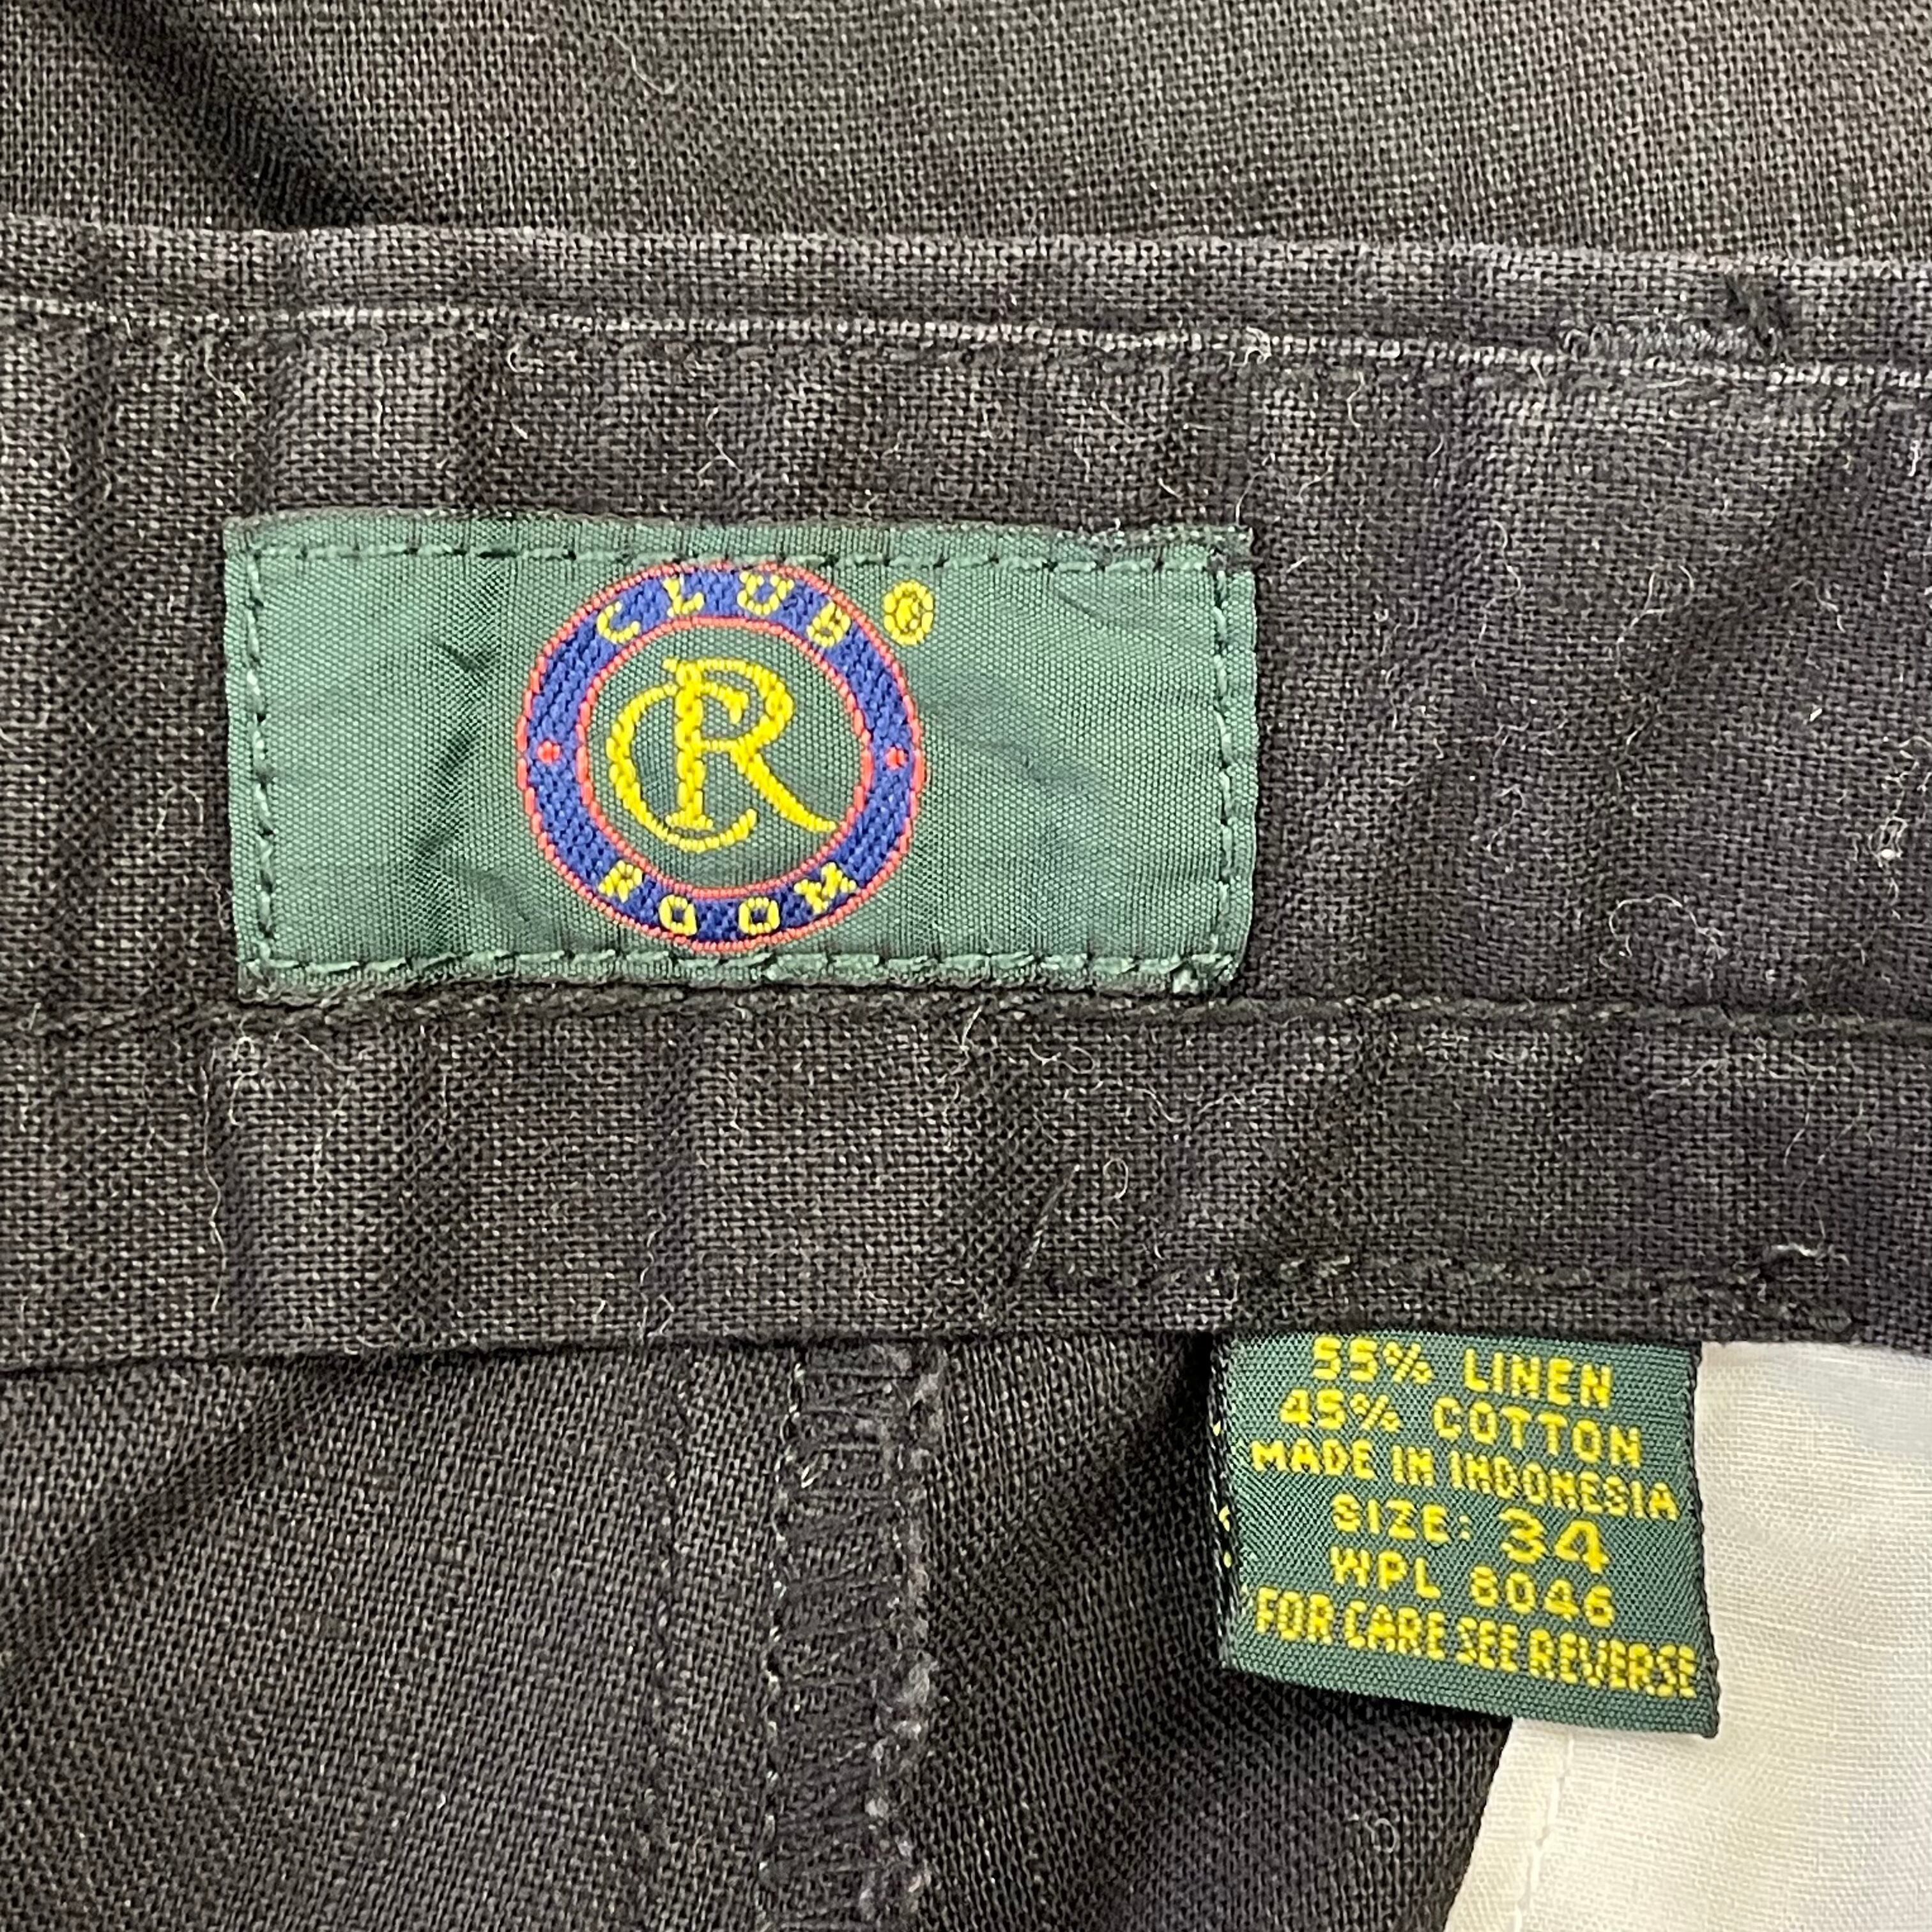 CLUB ®
CR
ROOM
55% LINEN
45% COTTON
MADE IN INDONESIA
SIZE: 34
WPL 8046
FOR CARE SEE REVERSE